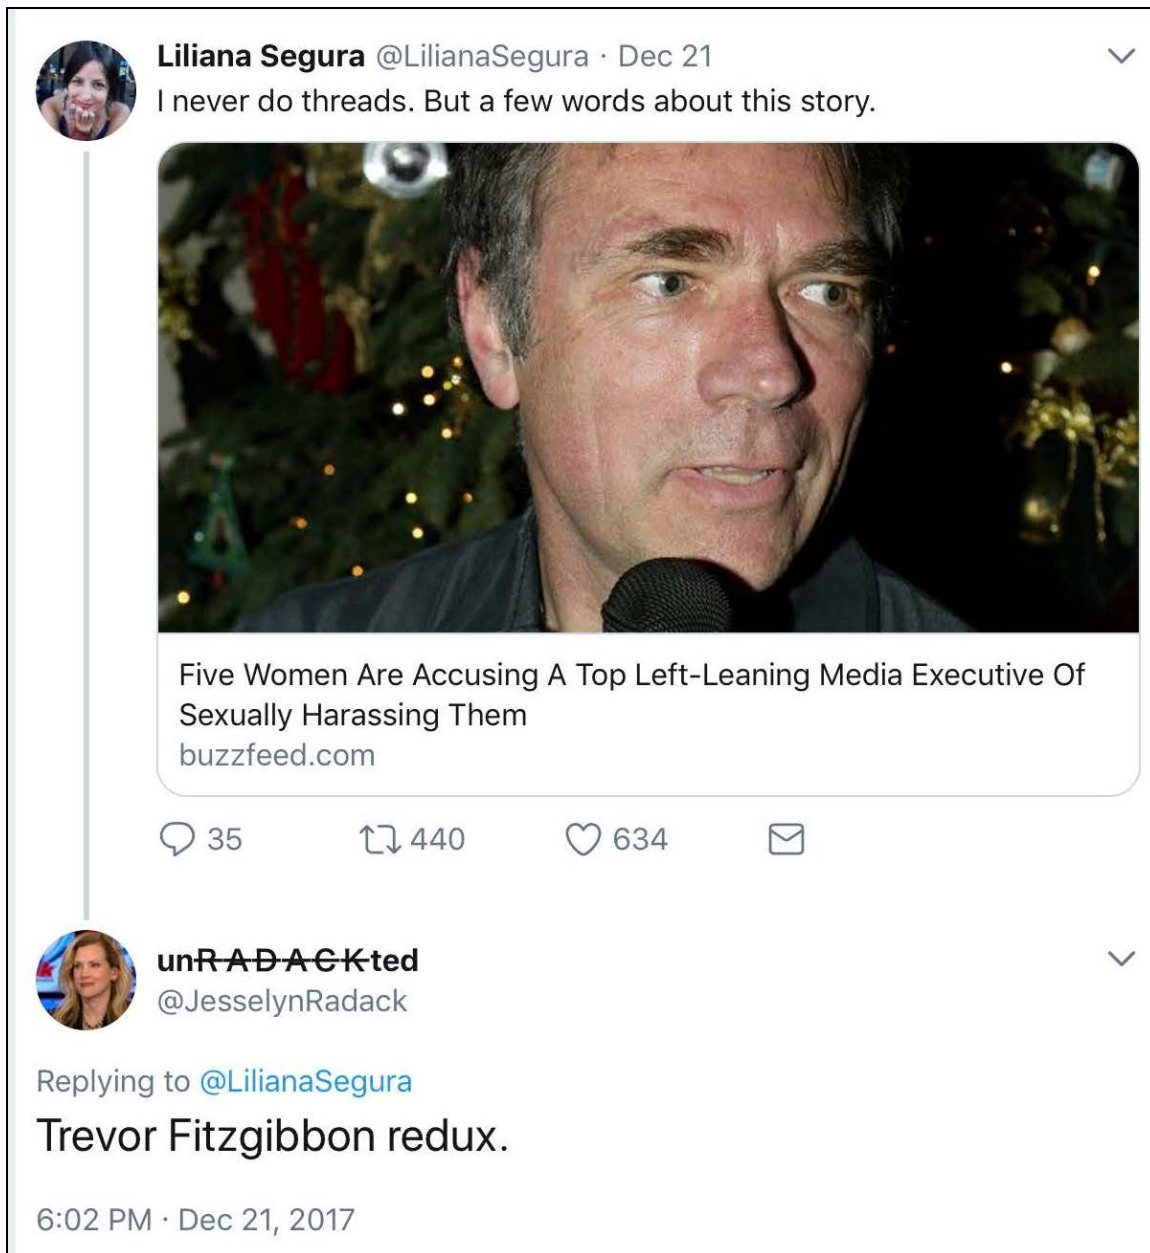 Liliana Segura @LilianaSegura · Dec 21
I never do threads. But a few words about this story.
Five Women Are Accusing A Top Left-Leaning Media Executive Of
Sexually Harassing Them
buzzfeed.com
35 440 634
unRADACKted
@JesselynRadack
Replying to @LilianaSegura
Trevor Fitzgibbon redux.
6:02 PM · Dec 21, 2017